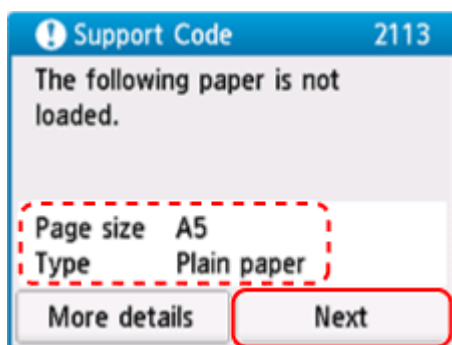 Support Code 2113
The following paper is not
loaded.
Page size A5
Type Plain paper
More details Next